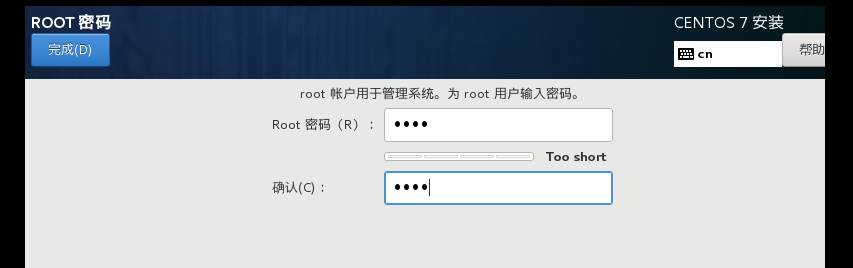 ROOT 密码
CENTOS 7 安装
完成(D)
cn
帮助
root 帐户用于管理系统。为 root 用户输入密码。
Root 密码（R）：
••••
Too short
确认(C)：
••••